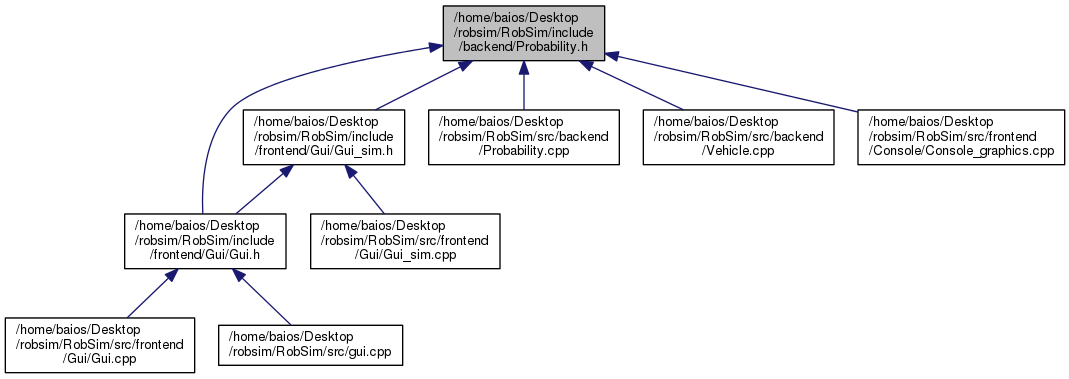 /home/baios/Desktop
/robsim/RobSim/include
/backend/Probability.h
/home/baios/Desktop
/robsim/RobSim/include
/frontend/Gui/Gui_sim.h
/home/baios/Desktop
/robsim/RobSim/src/backend
/Probability.cpp
/home/baios/Desktop
/robsim/RobSim/src/backend
/Vehicle.cpp
/home/baios/Desktop
/robsim/RobSim/src/frontend
/Console/Console_graphics.cpp
/home/baios/Desktop
/robsim/RobSim/include
/frontend/Gui/Gui.h
/home/baios/Desktop
/robsim/RobSim/src/frontend
/Gui/Gui_sim.cpp
/home/baios/Desktop
/robsim/RobSim/src/frontend
/Gui/Gui.cpp
/home/baios/Desktop
/robsim/RobSim/src/gui.cpp